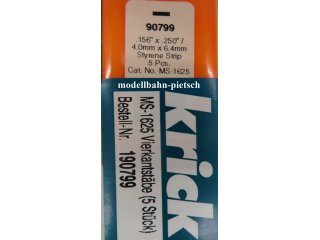 90799
.156" x .250" /
4.0mm x 6.4mm
Styrene Strip
5 Pcs.
Cat. No. MS-1625
modellbahn-pietsch
krick
MS-1625 Vierkantstäbe (5 Stück)
Bestell-Nr. 190799